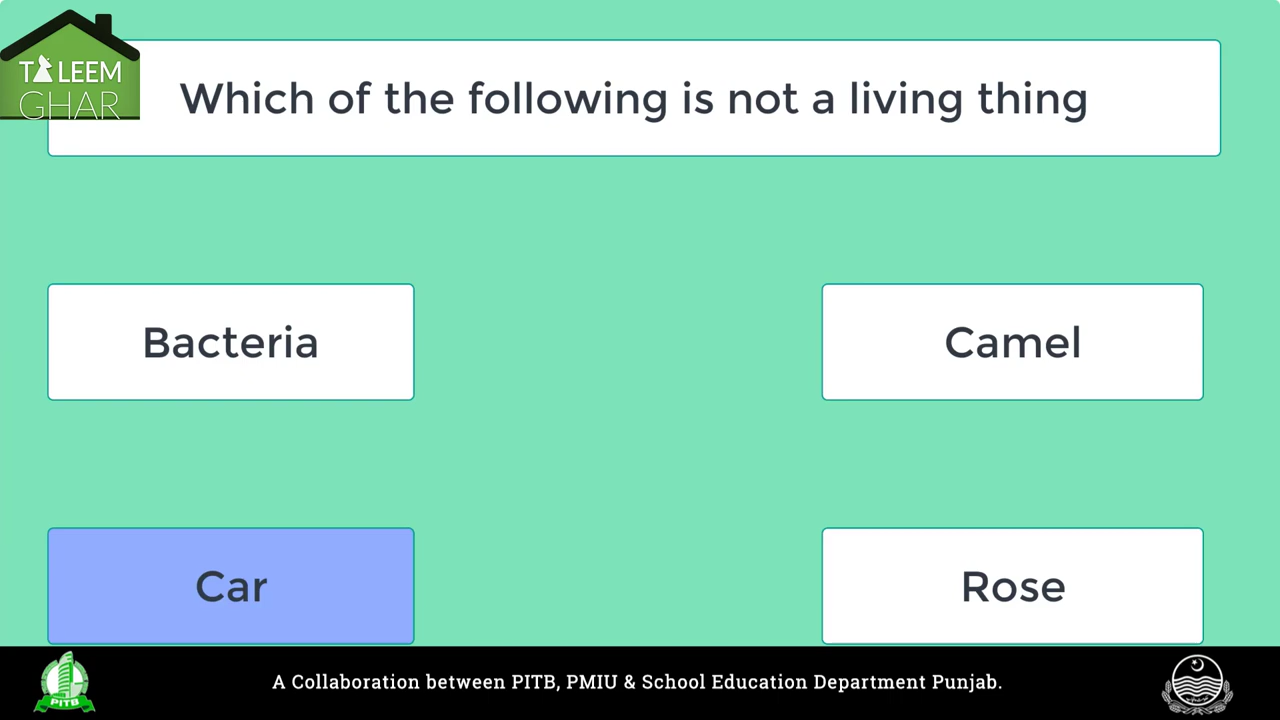 TALEEM
GHAR
Which of the following is not a living thing
Bacteria
Camel
Car
Rose
PITB
A Collaboration between PITB, PMIU & School Education Department Punjab.